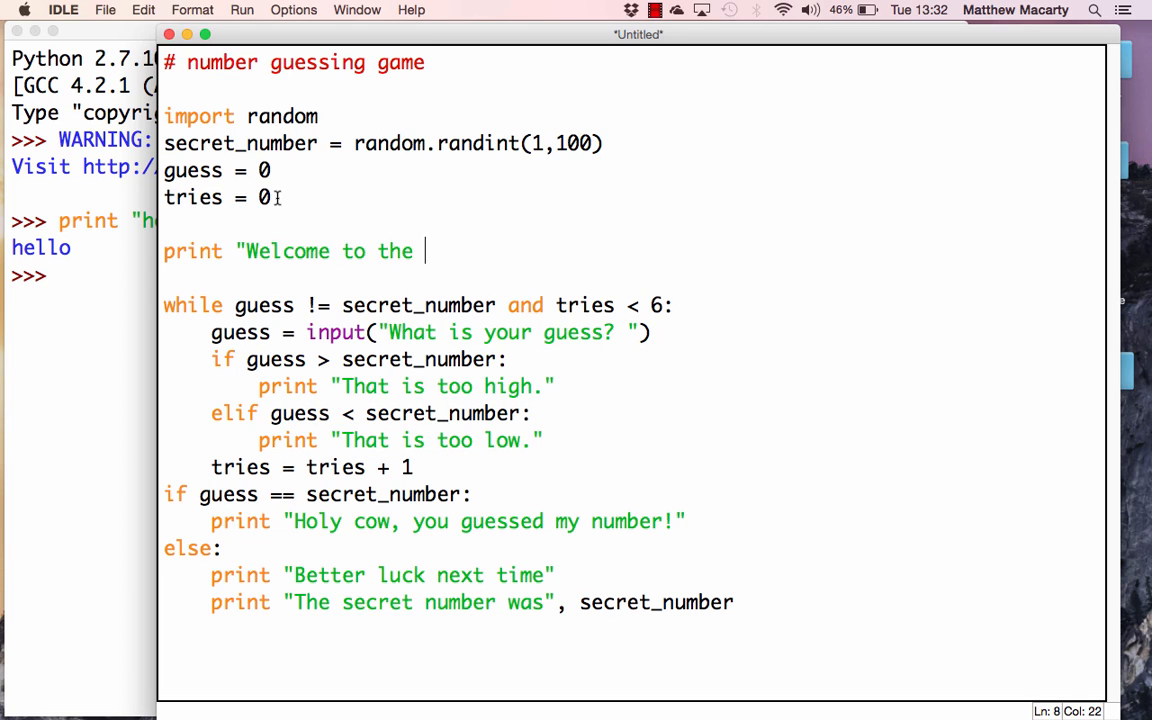 IDLE File Edit Format Run Options Window Help 46% Tue 13:32 Matthew Macarty
*Untitled*
Python 2.7.10
[GCC 4.2.1 (
Type "copyri
>>> WARNING:
Visit http:/
>>> print "he
hello
>>>
# number guessing game
import random
secret_number = random.randint(1,100)
guess = 0
tries = 0
print "Welcome to the
while guess != secret_number and tries < 6:
    guess = input("What is your guess? ")
    if guess > secret_number:
        print "That is too high."
    elif guess < secret_number:
        print "That is too low."
    tries = tries + 1
if guess == secret_number:
    print "Holy cow, you guessed my number!"
else:
    print "Better luck next time"
    print "The secret number was", secret_number
Ln: 8 Col: 22